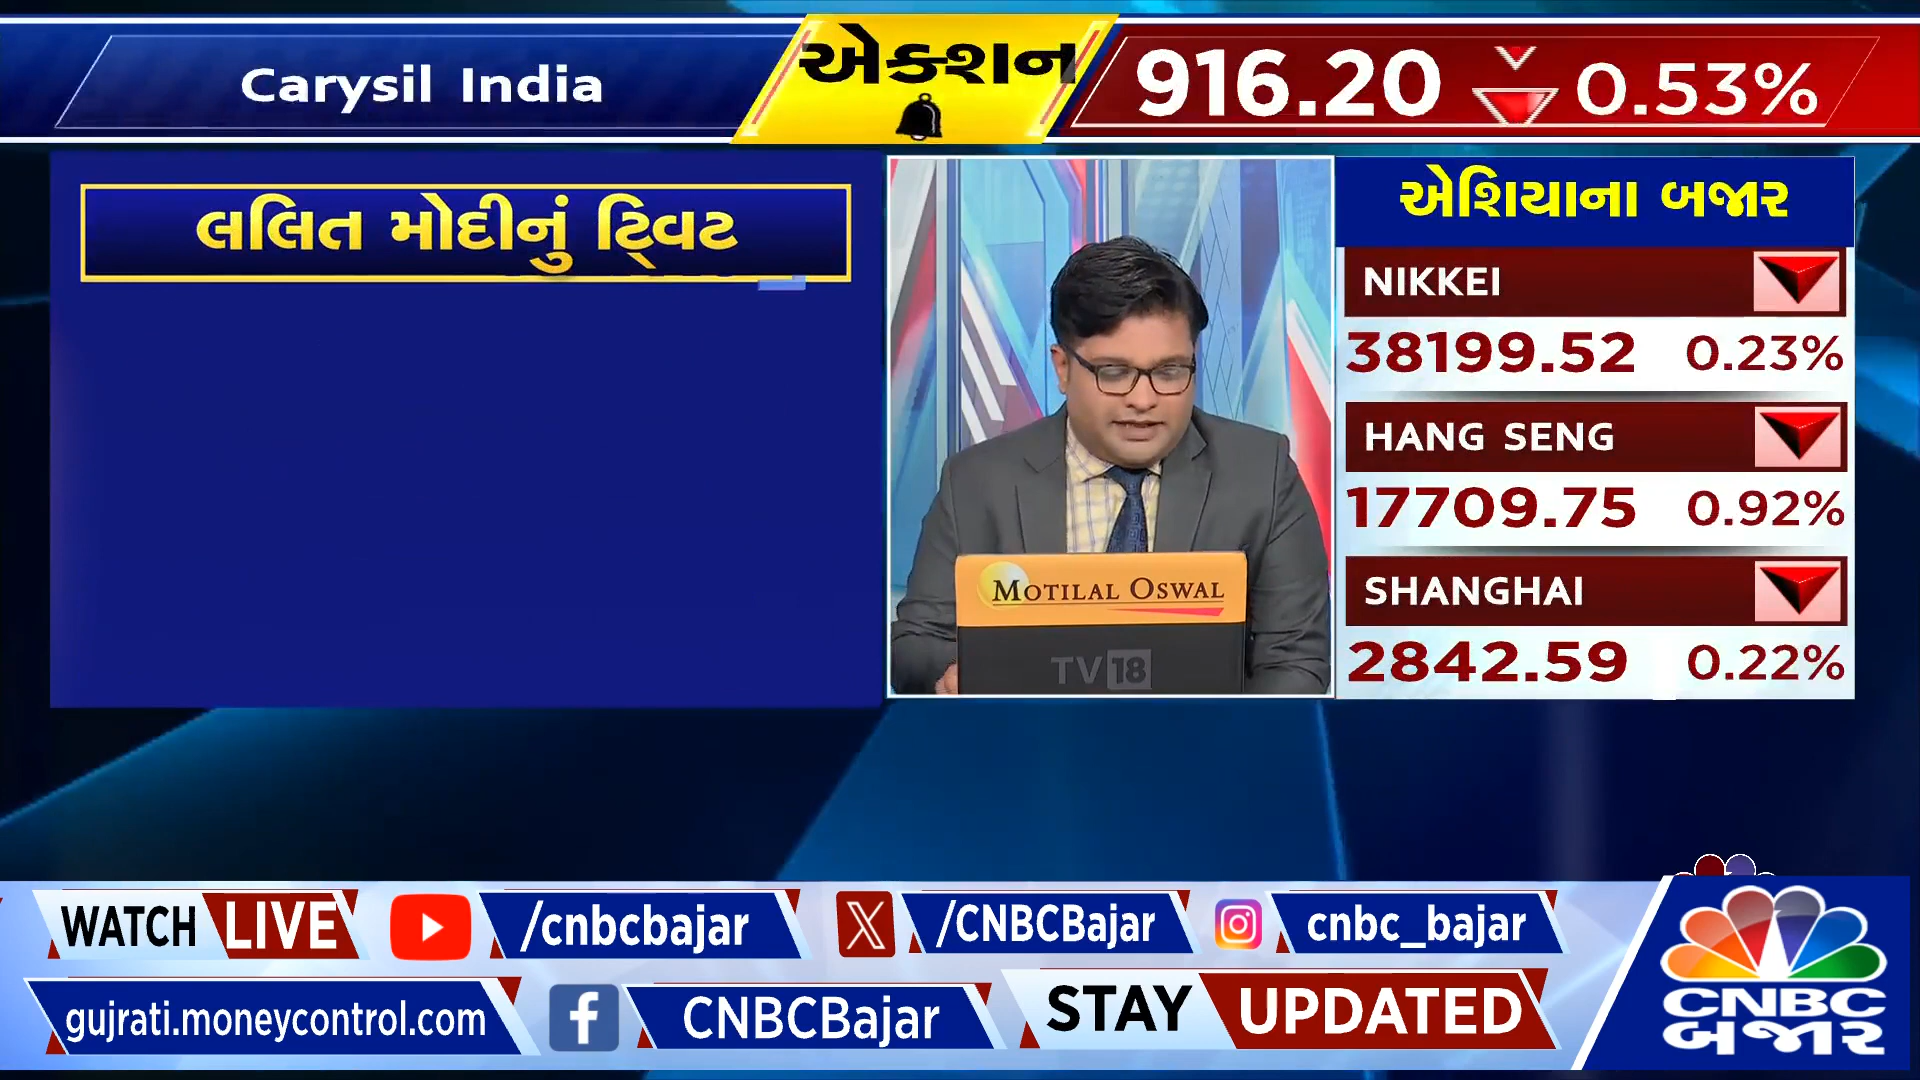 Carysil India
એક્શન
916.20
0.53%
લલિત મોદીનું ટ્વિટ
એશિયાના બજાર
NIKKEI
38199.52 0.23%
HANG SENG
17709.75 0.92%
SHANGHAI
2842.59 0.22%
MOTILAL OSWAL
TV18
WATCH LIVE /cnbcbajar /CNBCBajar cnbc_bajar
gujrati.moneycontrol.com CNBCBajar STAY UPDATED
CNBC
બજાર